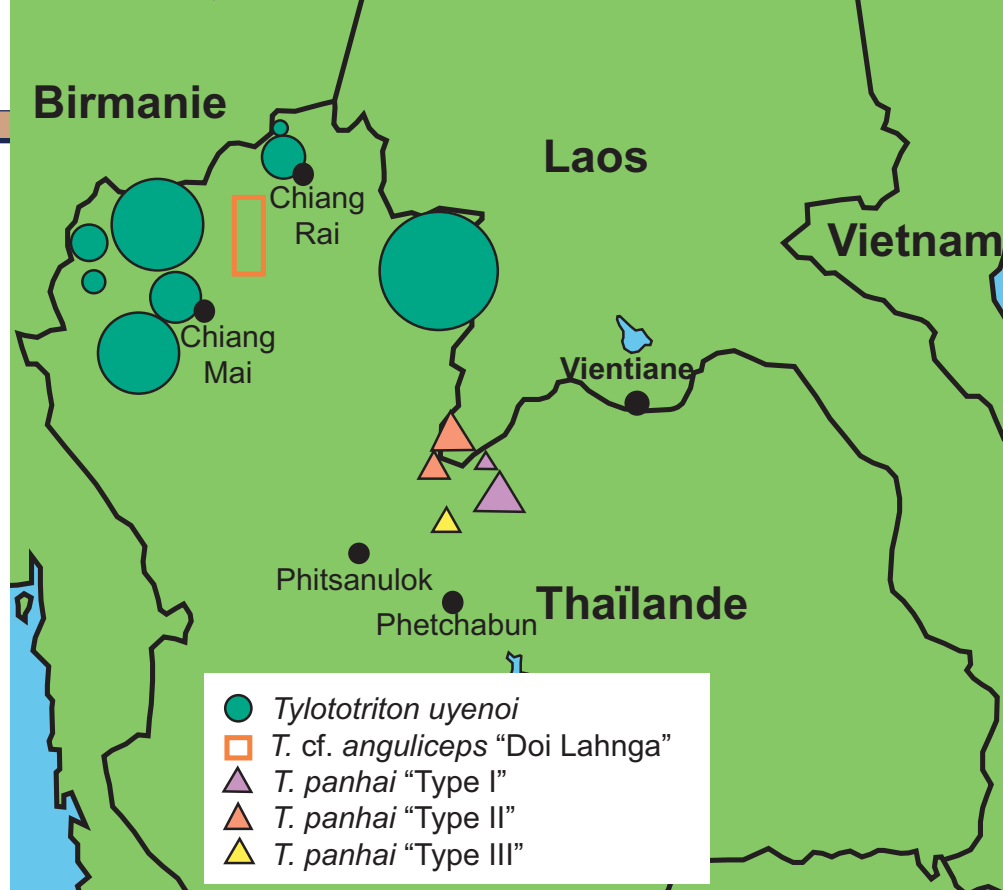 Birmanie
Laos
Chiang
Rai
Vietnam
Chiang
Mai
Vientiane
Phitsanulok
Thaïlande
Phetchabun
Tylototriton uyenoi
T. cf. anguliceps “Doi Lahnga”
T. panhai “Type I”
T. panhai “Type II”
T. panhai “Type III”